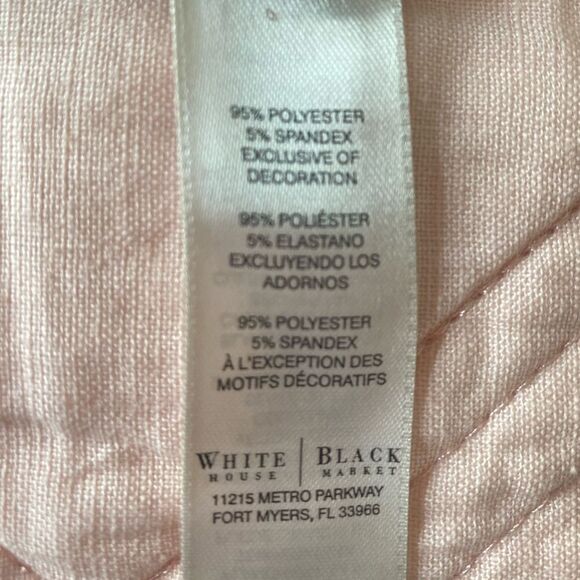 95% POLYESTER
5% SPANDEX
EXCLUSIVE OF
DECORATION
95% POLIÉSTER
5% ELASTANO
EXCLUYENDO LOS
ADORNOS
95% POLYESTER
5% SPANDEX
À L'EXCEPTION DES
MOTIFS DÉCORATIFS
WHITE | BLACK
HOUSE | MARKET
11215 METRO PARKWAY
FORT MYERS, FL 33966